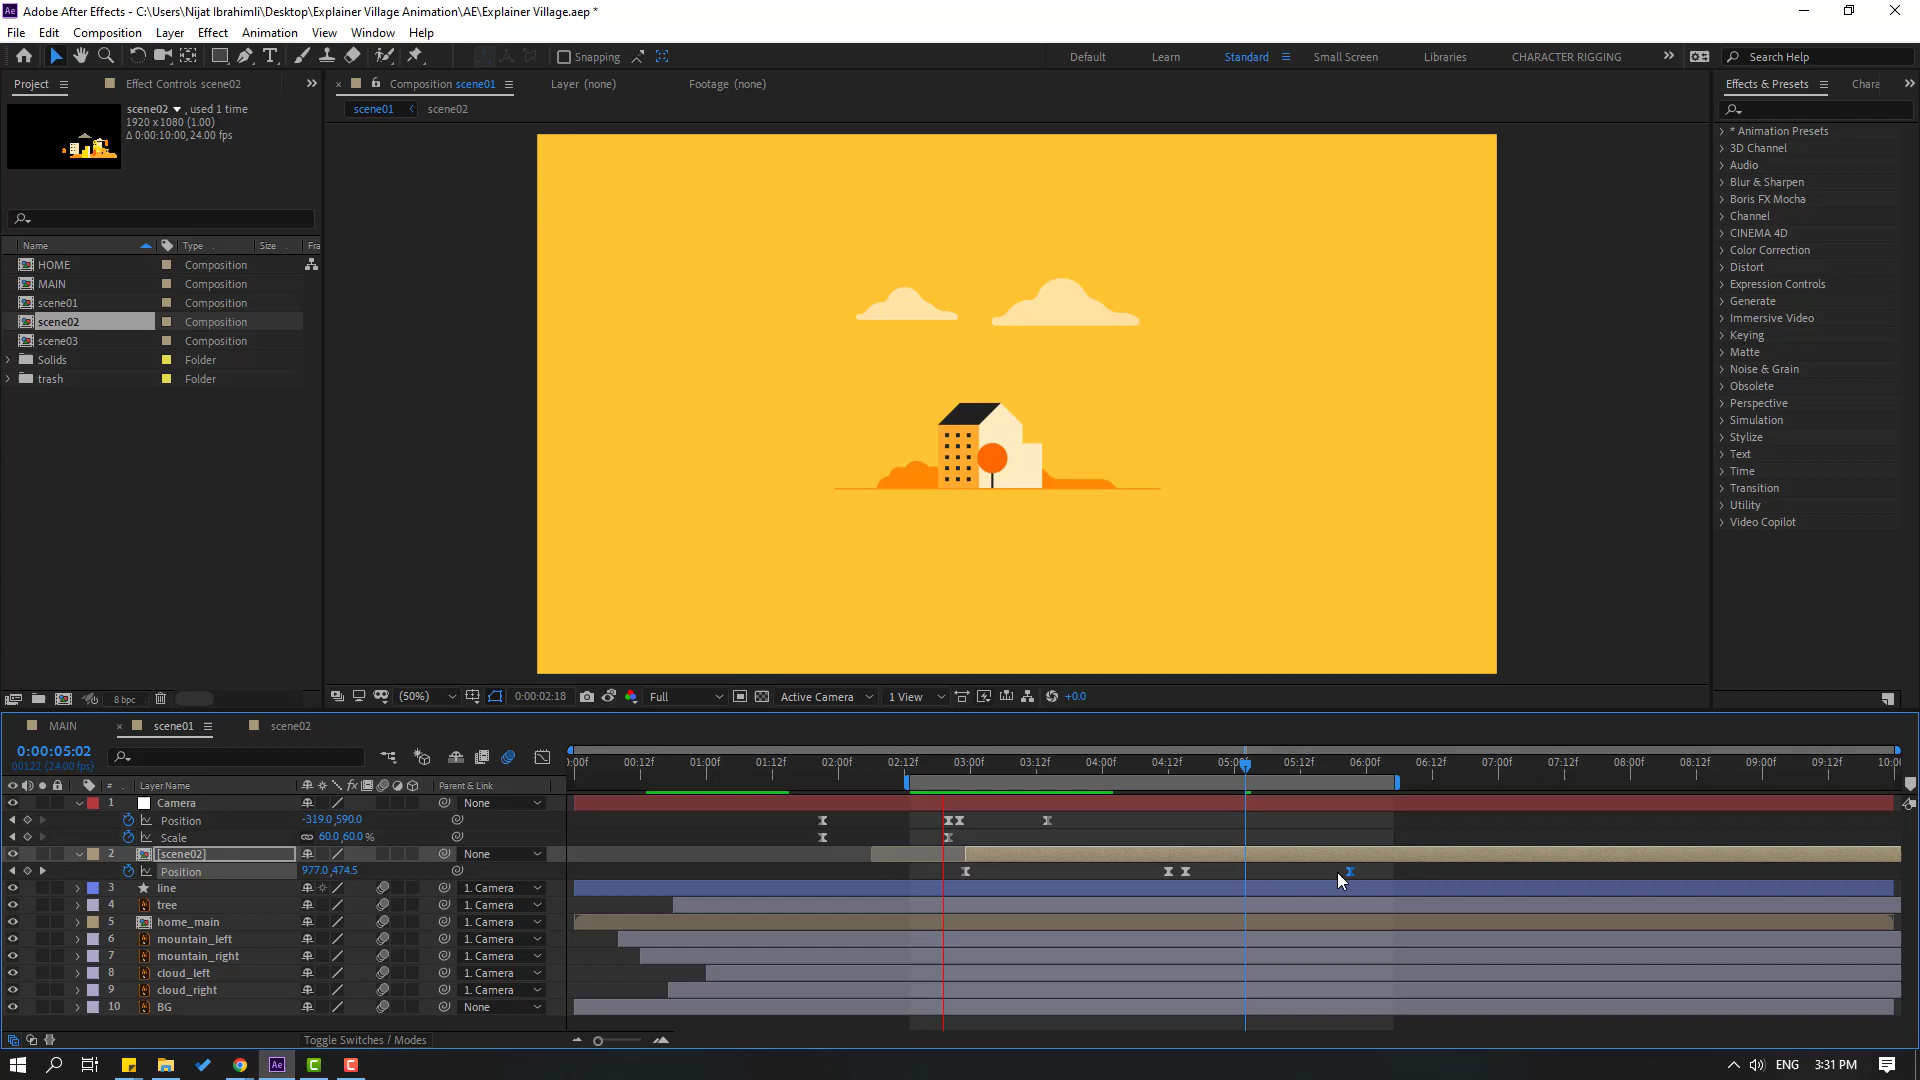 Adobe After Effects - C:\Users\Nijat Ibrahimli\Desktop\Explainer Village Animation\AE\Explainer Village.aep *
File Edit Composition Layer Effect Animation View Window Help
Snapping Default Learn Standard Small Screen Libraries CHARACTER RIGGING Search Help
Project Effect Controls scene02 Composition scene01 Layer (none) Footage (none) Effects & Presets Chara
scene01 scene02
scene02 , used 1 time
1920 x 1080 (1.00)
Δ 0:00:10:00, 24.00 fps
Name Type Size Fra
HOME Composition
MAIN Composition
scene01 Composition
scene02 Composition
scene03 Composition
Solids Folder
trash Folder
* Animation Presets
3D Channel
Audio
Blur & Sharpen
Boris FX Mocha
Channel
CINEMA 4D
Color Correction
Distort
Expression Controls
Generate
Immersive Video
Keying
Matte
Noise & Grain
Obsolete
Perspective
Simulation
Stylize
Text
Time
Transition
Utility
Video Copilot
8 bpc (50%) 0:00:02:18 Full Active Camera 1 View +0.0
MAIN scene01 scene02
0:00:05:02
00122 (24.00 fps)
0:00f 00:12f 01:00f 01:12f 02:00f 02:12f 03:00f 03:12f 04:00f 04:12f 05:00f 05:12f 06:00f 06:12f 07:00f 07:12f 08:00f 08:12f 09:00f 09:12f 10:00
# Layer Name fx Parent & Link
1 Camera None
Position -319.0,590.0
Scale 60.0,60.0 %
2 [scene02] None
Position 977.0,474.5
3 line 1. Camera
4 tree 1. Camera
5 home_main 1. Camera
6 mountain_left 1. Camera
7 mountain_right 1. Camera
8 cloud_left 1. Camera
9 cloud_right 1. Camera
10 BG None
Toggle Switches / Modes
Ae ENG 3:31 PM